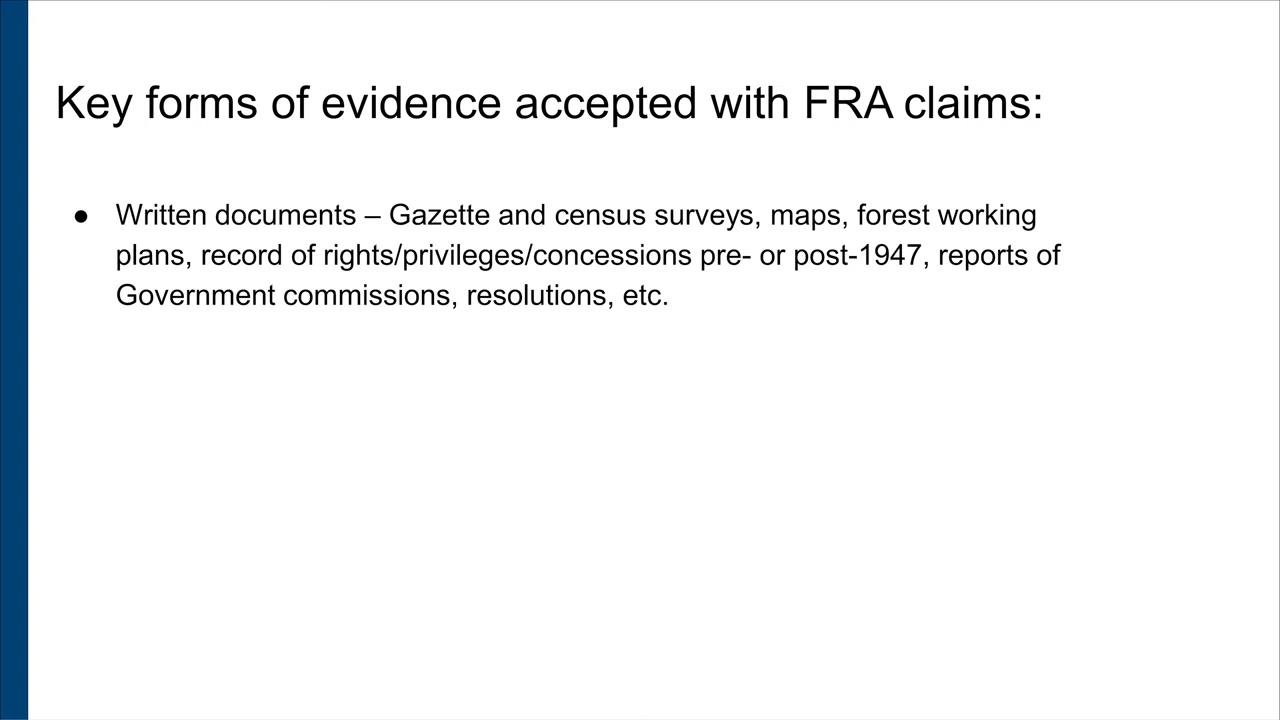 Key forms of evidence accepted with FRA claims:
● Written documents – Gazette and census surveys, maps, forest working
plans, record of rights/privileges/concessions pre- or post-1947, reports of
Government commissions, resolutions, etc.